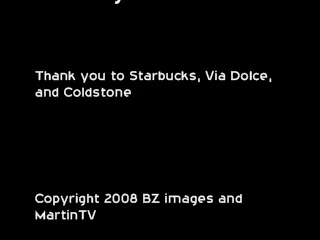 Thank you to Starbucks, Via Dolce,
and Coldstone
Copyright 2008 BZ images and
MartinTV